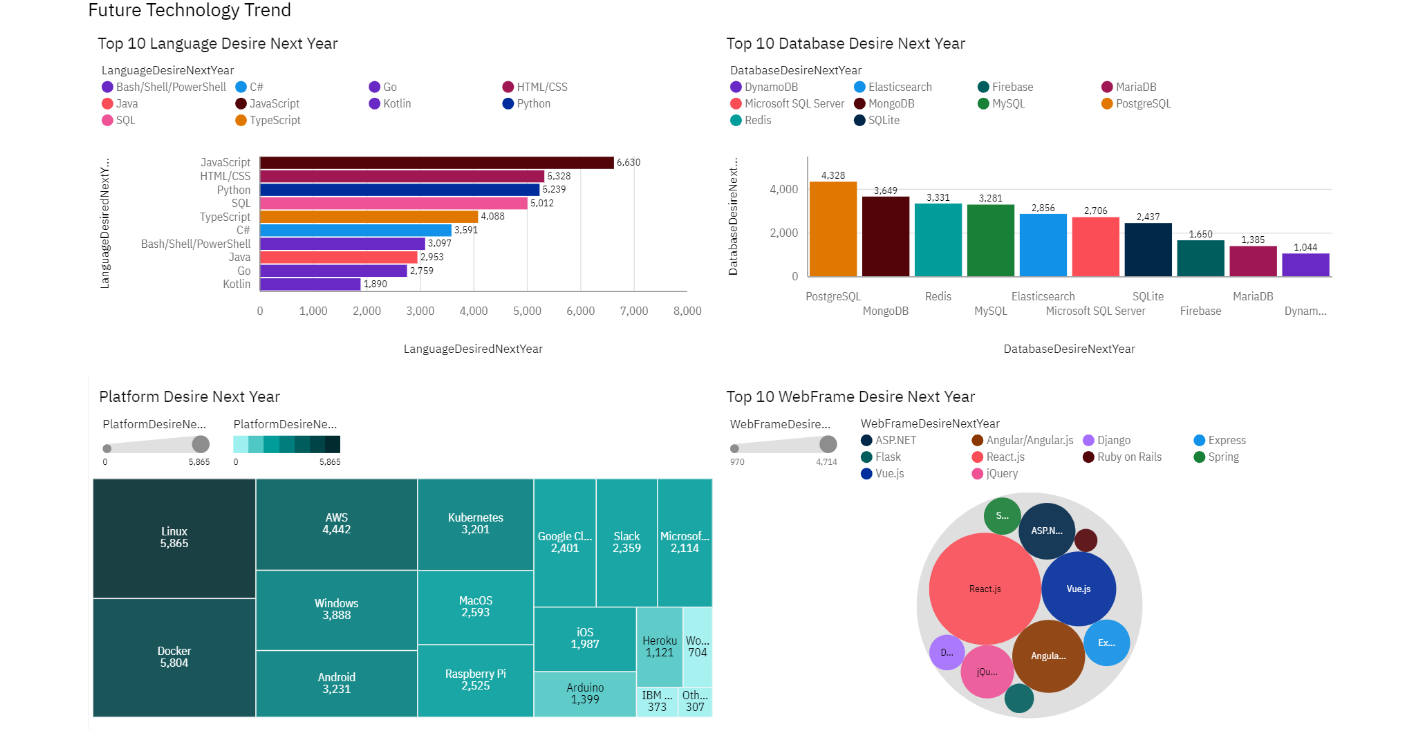 Future Technology Trend
Top 10 Language Desire Next Year
LanguageDesireNextYear
Bash/Shell/PowerShell C# Go HTML/CSS
Java JavaScript Kotlin Python
SQL TypeScript
LanguageDesiredNextY...
JavaScript 6,630
HTML/CSS 5,328
Python 5,239
SQL 5,012
TypeScript 4,088
C# 3,591
Bash/Shell/PowerShell 3,097
Java 2,953
Go 2,759
Kotlin 1,890
0 1,000 2,000 3,000 4,000 5,000 6,000 7,000 8,000
LanguageDesiredNextYear
Top 10 Database Desire Next Year
DatabaseDesireNextYear
DynamoDB Elasticsearch Firebase MariaDB
Microsoft SQL Server MongoDB MySQL PostgreSQL
Redis SQLite
DatabaseDesireNext...
4,000
2,000
0
4,328 3,649 3,331 3,281 2,856 2,706 2,437 1,650 1,385 1,044
PostgreSQL Redis Elasticsearch SQLite MariaDB
MongoDB MySQL Microsoft SQL Server Firebase Dynam...
DatabaseDesireNextYear
Platform Desire Next Year
PlatformDesireNe... PlatformDesireNe...
0 5,865 0 5,865
Linux
5,865
Docker
5,804
AWS
4,442
Windows
3,888
Android
3,231
Kubernetes
3,201
MacOS
2,593
Raspberry Pi
2,525
Google Cl...
2,401
Slack
2,359
Microsof...
2,114
iOS
1,987
Arduino
1,399
Heroku
1,121
Wo...
704
IBM ...
373
Oth...
307
Top 10 WebFrame Desire Next Year
WebFrameDesire... WebFrameDesireNextYear
970 4,714
ASP.NET Angular/Angular.js Django Express
Flask React.js Ruby on Rails Spring
Vue.js jQuery
S...
ASP.N...
React.js
Vue.js
D...
Ex...
Angula...
jQu...